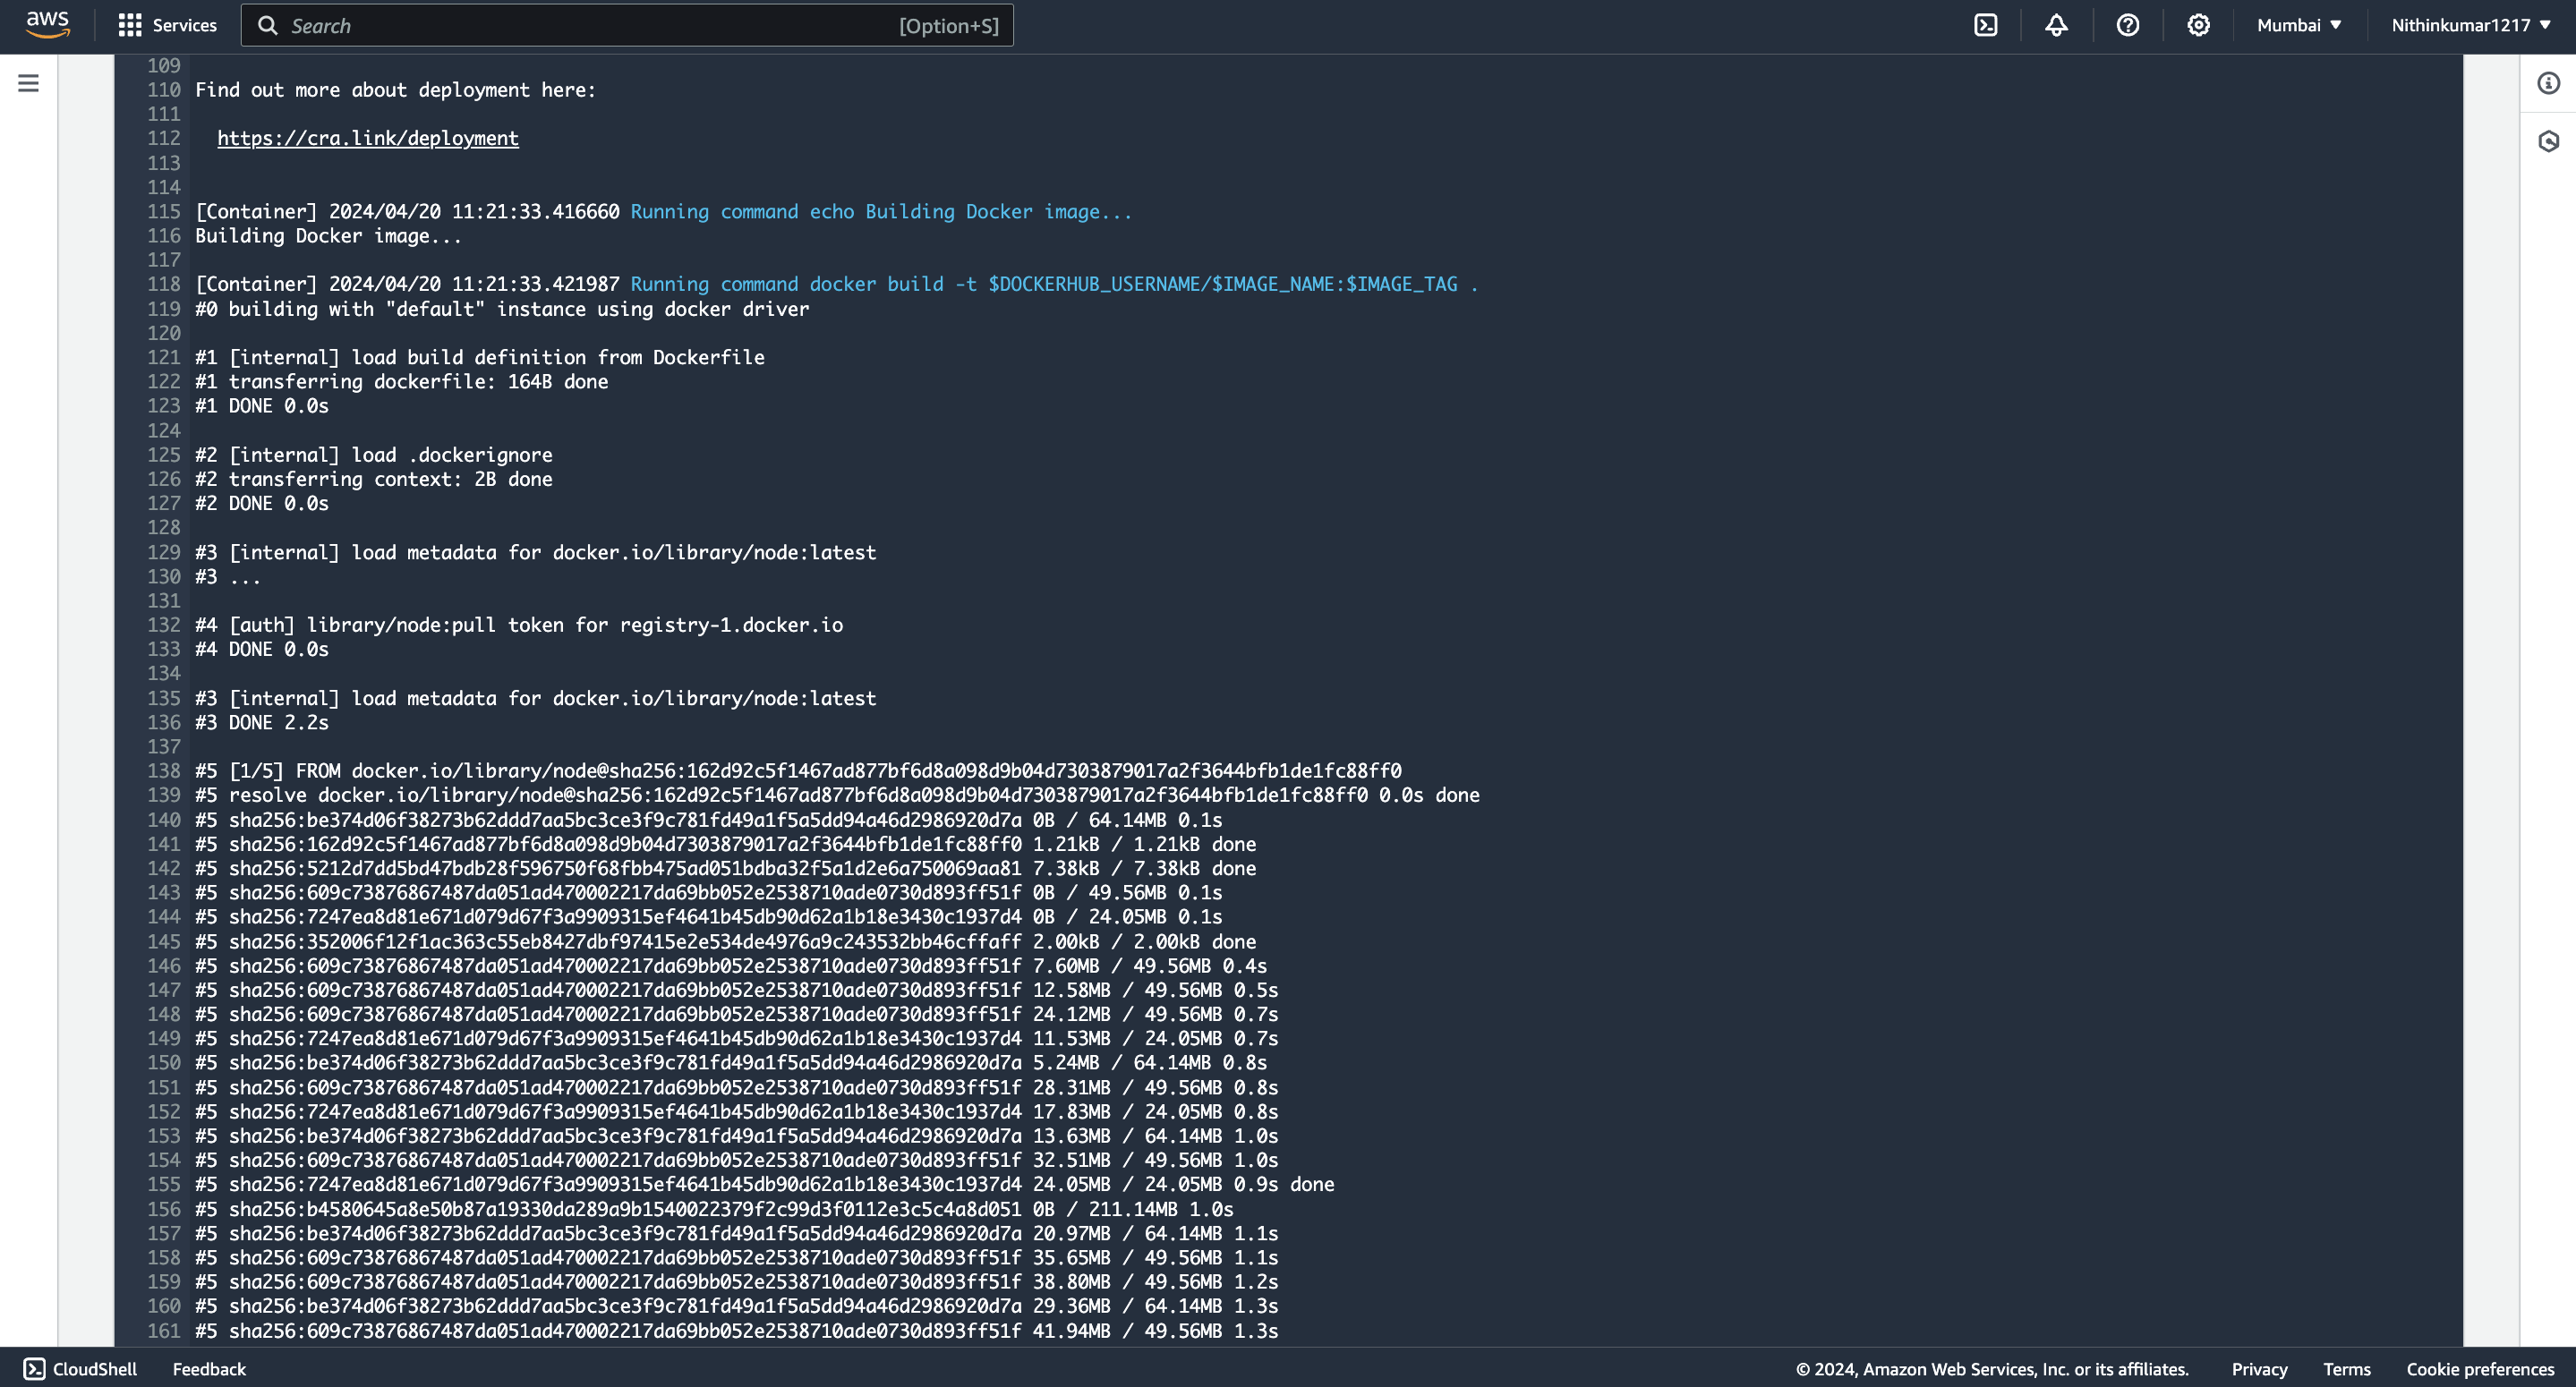 aws Services Search [Option+S] Mumbai Nithinkumar1217
109
110 Find out more about deployment here:
111
112 https://cra.link/deployment
113
114
115 [Container] 2024/04/20 11:21:33.416660 Running command echo Building Docker image...
116 Building Docker image...
117
118 [Container] 2024/04/20 11:21:33.421987 Running command docker build -t $DOCKERHUB_USERNAME/$IMAGE_NAME:$IMAGE_TAG .
119 #0 building with "default" instance using docker driver
120
121 #1 [internal] load build definition from Dockerfile
122 #1 transferring dockerfile: 164B done
123 #1 DONE 0.0s
124
125 #2 [internal] load .dockerignore
126 #2 transferring context: 2B done
127 #2 DONE 0.0s
128
129 #3 [internal] load metadata for docker.io/library/node:latest
130 #3 ...
131
132 #4 [auth] library/node:pull token for registry-1.docker.io
133 #4 DONE 0.0s
134
135 #3 [internal] load metadata for docker.io/library/node:latest
136 #3 DONE 2.2s
137
138 #5 [1/5] FROM docker.io/library/node@sha256:162d92c5f1467ad877bf6d8a098d9b04d7303879017a2f3644bfb1de1fc88ff0
139 #5 resolve docker.io/library/node@sha256:162d92c5f1467ad877bf6d8a098d9b04d7303879017a2f3644bfb1de1fc88ff0 0.0s done
140 #5 sha256:be374d06f38273b62ddd7aa5bc3ce3f9c781fd49a1f5a5dd94a46d2986920d7a 0B / 64.14MB 0.1s
141 #5 sha256:162d92c5f1467ad877bf6d8a098d9b04d7303879017a2f3644bfb1de1fc88ff0 1.21kB / 1.21kB done
142 #5 sha256:5212d7dd5bd47bdb28f596750f68fbb475ad051bdba32f5a1d2e6a750069aa81 7.38kB / 7.38kB done
143 #5 sha256:609c73876867487da051ad470002217da69bb052e2538710ade0730d893ff51f 0B / 49.56MB 0.1s
144 #5 sha256:7247ea8d81e671d079d67f3a9909315ef4641b45db90d62a1b18e3430c1937d4 0B / 24.05MB 0.1s
145 #5 sha256:352006f12f1ac363c55eb8427dbf97415e2e534de4976a9c243532bb46cffaff 2.00kB / 2.00kB done
146 #5 sha256:609c73876867487da051ad470002217da69bb052e2538710ade0730d893ff51f 7.60MB / 49.56MB 0.4s
147 #5 sha256:609c73876867487da051ad470002217da69bb052e2538710ade0730d893ff51f 12.58MB / 49.56MB 0.5s
148 #5 sha256:609c73876867487da051ad470002217da69bb052e2538710ade0730d893ff51f 24.12MB / 49.56MB 0.7s
149 #5 sha256:7247ea8d81e671d079d67f3a9909315ef4641b45db90d62a1b18e3430c1937d4 11.53MB / 24.05MB 0.7s
150 #5 sha256:be374d06f38273b62ddd7aa5bc3ce3f9c781fd49a1f5a5dd94a46d2986920d7a 5.24MB / 64.14MB 0.8s
151 #5 sha256:609c73876867487da051ad470002217da69bb052e2538710ade0730d893ff51f 28.31MB / 49.56MB 0.8s
152 #5 sha256:7247ea8d81e671d079d67f3a9909315ef4641b45db90d62a1b18e3430c1937d4 17.83MB / 24.05MB 0.8s
153 #5 sha256:be374d06f38273b62ddd7aa5bc3ce3f9c781fd49a1f5a5dd94a46d2986920d7a 13.63MB / 64.14MB 1.0s
154 #5 sha256:609c73876867487da051ad470002217da69bb052e2538710ade0730d893ff51f 32.51MB / 49.56MB 1.0s
155 #5 sha256:7247ea8d81e671d079d67f3a9909315ef4641b45db90d62a1b18e3430c1937d4 24.05MB / 24.05MB 0.9s done
156 #5 sha256:b4580645a8e50b87a19330da289a9b1540022379f2c99d3f0112e3c5c4a8d051 0B / 211.14MB 1.0s
157 #5 sha256:be374d06f38273b62ddd7aa5bc3ce3f9c781fd49a1f5a5dd94a46d2986920d7a 20.97MB / 64.14MB 1.1s
158 #5 sha256:609c73876867487da051ad470002217da69bb052e2538710ade0730d893ff51f 35.65MB / 49.56MB 1.1s
159 #5 sha256:609c73876867487da051ad470002217da69bb052e2538710ade0730d893ff51f 38.80MB / 49.56MB 1.2s
160 #5 sha256:be374d06f38273b62ddd7aa5bc3ce3f9c781fd49a1f5a5dd94a46d2986920d7a 29.36MB / 64.14MB 1.3s
161 #5 sha256:609c73876867487da051ad470002217da69bb052e2538710ade0730d893ff51f 41.94MB / 49.56MB 1.3s
CloudShell Feedback © 2024, Amazon Web Services, Inc. or its affiliates. Privacy Terms Cookie preferences